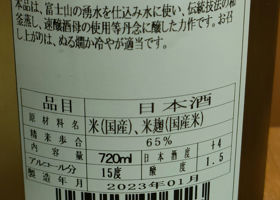 本品は、富士山の湧水を仕込み水に使い、伝統技法の和
釜蒸し、速醸酒母の使用等丹念に醸した力作です。お召
し上がりは、ぬる燗か冷やが適当です。
品目 日本酒
原材料名 米(国産)、米麹(国産米)
精米歩合 65%
内容量 720ml 日本酒度 +4
アルコール分 15度 酸度 1.5
製造年月 2023年01月